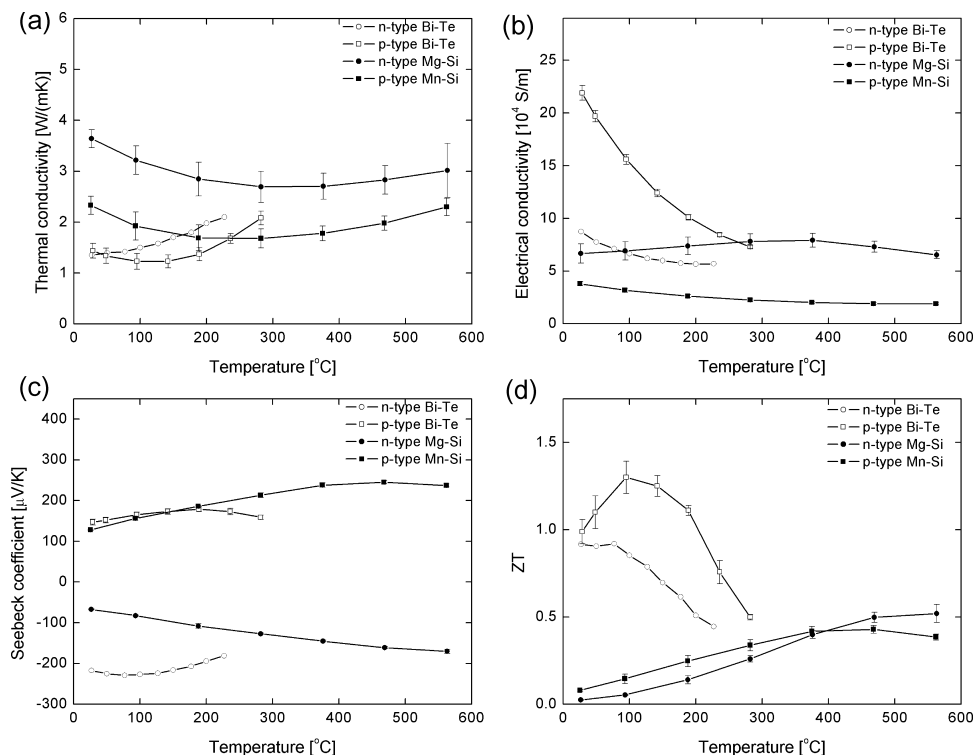 (a)
n-type Bi-Te
p-type Bi-Te
n-type Mg-Si
p-type Mn-Si
Thermal conductivity [W/(mK)]
6
5
4
3
2
1
0
0 100 200 300 400 500 600
Temperature [°C]
(b)
n-type Bi-Te
p-type Bi-Te
n-type Mg-Si
p-type Mn-Si
Electrical conductivity [10⁴ S/m]
25
20
15
10
5
0
0 100 200 300 400 500 600
Temperature [°C]
(c)
n-type Bi-Te
p-type Bi-Te
n-type Mg-Si
p-type Mn-Si
Seebeck coefficient [μV/K]
400
300
200
100
0
-100
-200
-300
0 100 200 300 400 500 600
Temperature [°C]
(d)
n-type Bi-Te
p-type Bi-Te
n-type Mg-Si
p-type Mn-Si
ZT
1.5
1.0
0.5
0.0
0 100 200 300 400 500 600
Temperature [°C]